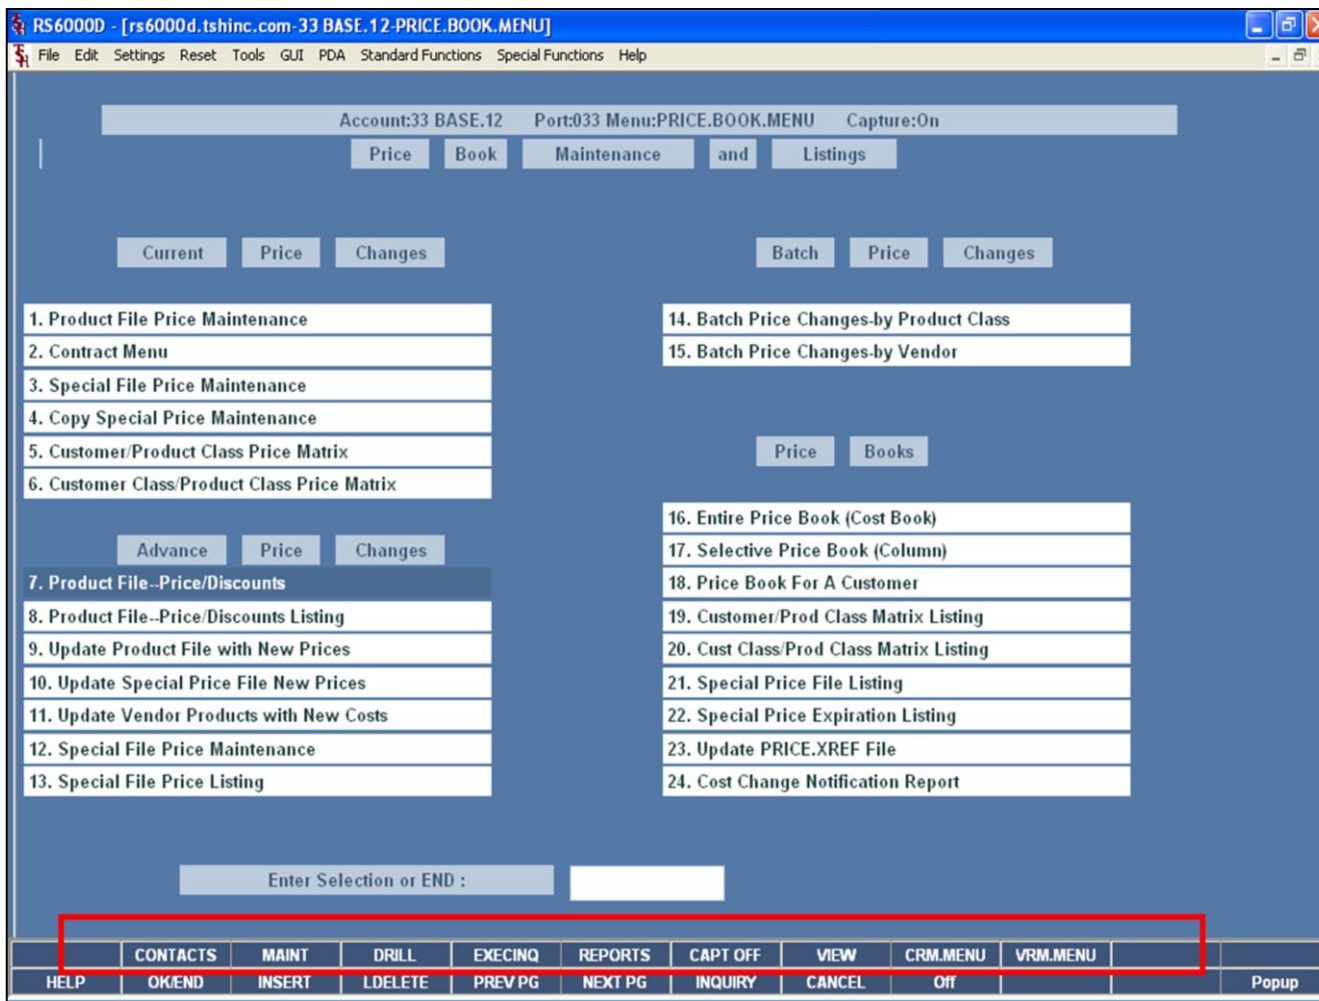 RS6000D - [rs6000d.tshinc.com-33 BASE.12-PRICE.BOOK.MENU]
File Edit Settings Reset Tools GUI PDA Standard Functions Special Functions Help
Account:33 BASE.12 Port:033 Menu:PRICE.BOOK.MENU Capture:On
Price Book Maintenance and Listings
Current Price Changes
1. Product File Price Maintenance
2. Contract Menu
3. Special File Price Maintenance
4. Copy Special Price Maintenance
5. Customer/Product Class Price Matrix
6. Customer Class/Product Class Price Matrix
Advance Price Changes
7. Product File--Price/Discounts
8. Product File--Price/Discounts Listing
9. Update Product File with New Prices
10. Update Special Price File New Prices
11. Update Vendor Products with New Costs
12. Special File Price Maintenance
13. Special File Price Listing
Batch Price Changes
14. Batch Price Changes-by Product Class
15. Batch Price Changes-by Vendor
Price Books
16. Entire Price Book (Cost Book)
17. Selective Price Book (Column)
18. Price Book For A Customer
19. Customer/Prod Class Matrix Listing
20. Cust Class/Prod Class Matrix Listing
21. Special Price File Listing
22. Special Price Expiration Listing
23. Update PRICE.XREF File
24. Cost Change Notification Report
Enter Selection or END :
CONTACTS MAINT DRILL EXECINQ REPORTS CAPT OFF VIEW CRM.MENU VRM.MENU
HELP OK/END INSERT LDELETE PREV PG NEXT PG INQUIRY CANCEL Off Popup